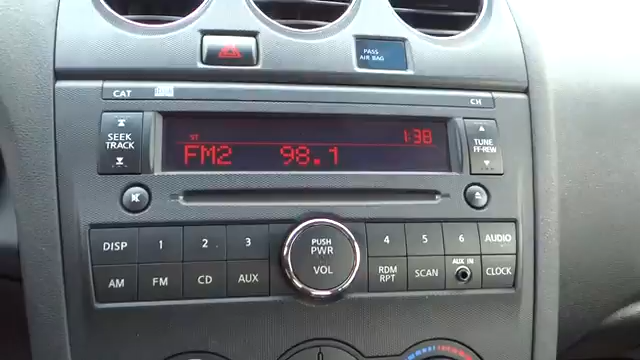 PASS
AIR BAG
CAT
CH
SEEK
TRACK
ST
1:38
FM2 98.1
TUNE
FF·REW
DISP 1 2 3
PUSH
PWR
VOL
4 5 6 AUDIO
AM FM CD AUX
RDM
RPT
SCAN
AUX IN
CLOCK